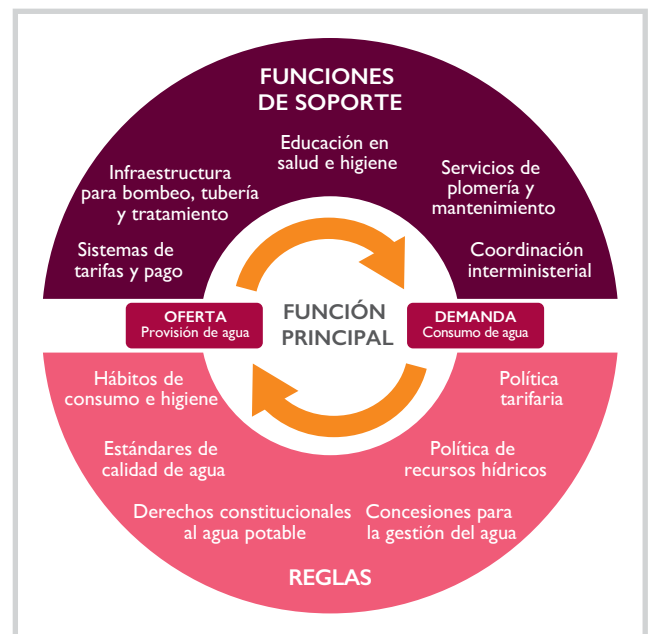 FUNCIONES
DE SOPORTE
Educación en
salud e higiene
Infraestructura
para bombeo, tubería
y tratamiento
Servicios de
plomería y
mantenimiento
Sistemas de
tarifas y pago
Coordinación
interministerial
OFERTA
Provisión de agua
FUNCIÓN
PRINCIPAL
DEMANDA
Consumo de agua
Hábitos de
consumo e higiene
Política
tarifaria
Estándares de
calidad de agua
Política de
recursos hídricos
Derechos constitucionales
al agua potable
Concesiones para
la gestión del agua
REGLAS